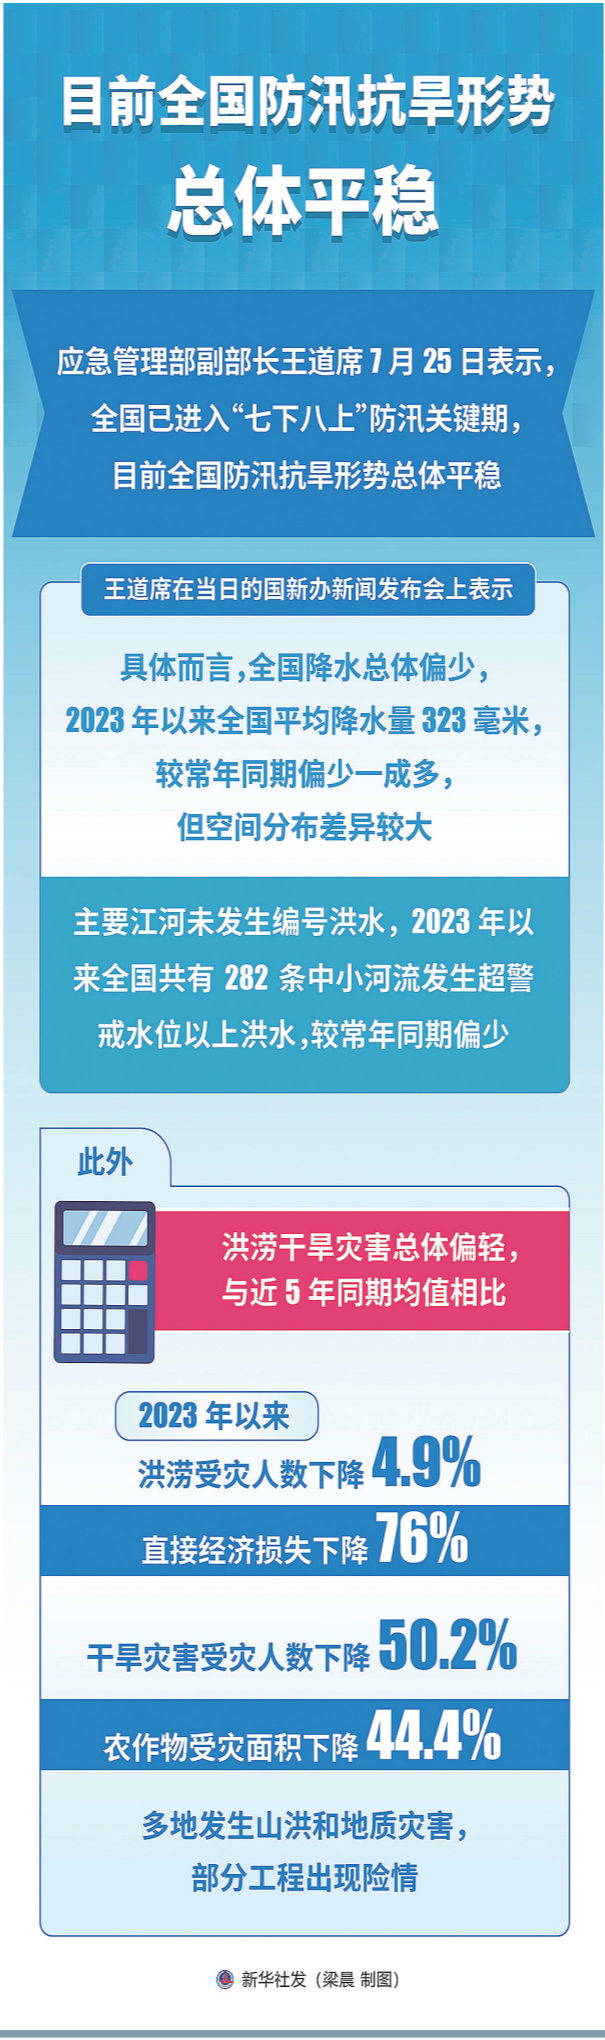 目前全国防汛抗旱形势
总体平稳
应急管理部副部长王道席7月25日表示，
全国已进入“七下八上”防汛关键期，
目前全国防汛抗旱形势总体平稳
王道席在当日的国新办新闻发布会上表示
具体而言，全国降水总体偏少，
2023年以来全国平均降水量323毫米，
较常年同期偏少一成多，
但空间分布差异较大
主要江河未发生编号洪水，2023年以
来全国共有282条中小河流发生超警
戒水位以上洪水，较常年同期偏少
此外
洪涝干旱灾害总体偏轻，
与近5年同期均值相比
2023年以来
洪涝受灾人数下降4.9%
直接经济损失下降76%
干旱灾害受灾人数下降50.2%
农作物受灾面积下降44.4%
多地发生山洪和地质灾害，
部分工程出现险情
新华社发（梁晨 制图）